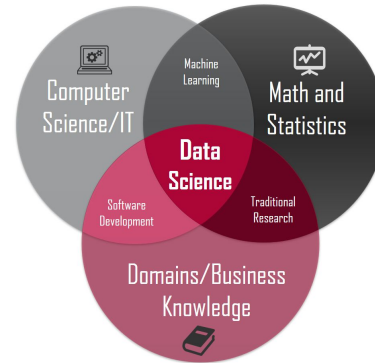 Machine
Learning
Computer
Science/IT
Math and
Statistics
Data
Science
Software
Development
Traditional
Research
Domains/Business
Knowledge